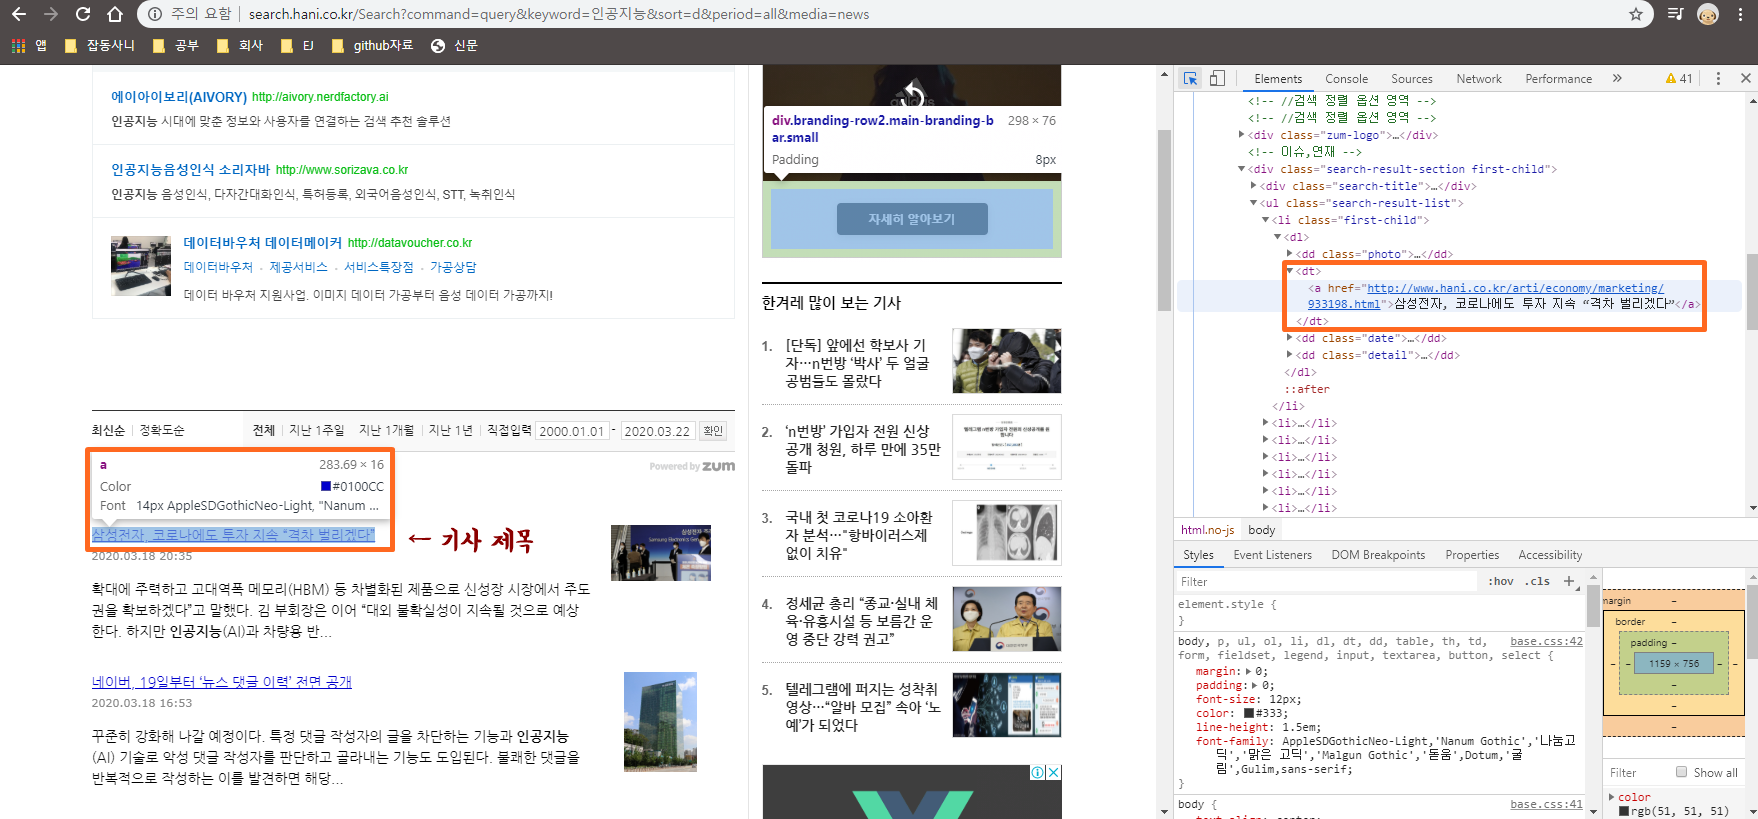 주의 요함 | search.hani.co.kr/Search?command=query&keyword=인공지능&sort=d&period=all&media=news
앱 잡동사니 공부 회사 EJ github자료 신문
에이아이보리(AIVORY) http://aivory.nerdfactory.ai
인공지능 시대에 맞춘 정보와 사용자를 연결하는 검색 추천 솔루션
인공지능음성인식 소리자바 http://www.sorizava.co.kr
인공지능 음성인식, 다자간대화인식, 특허등록, 외국어음성인식, STT, 녹취인식
데이터바우처 데이터메이커 http://datavoucher.co.kr
데이터바우처 · 제공서비스 · 서비스특장점 · 가공상담
데이터 바우처 지원사업. 이미지 데이터 가공부터 음성 데이터 가공까지!
최신순 정확도순 전체 지난 1주일 지난 1개월 지난 1년 직접입력 2000.01.01 - 2020.03.22 확인
Powered by ZUM
a 283.69 × 16
Color #0100CC
Font 14px AppleSDGothicNeo-Light, "Nanum ...
삼성전자, 코로나에도 투자 지속 “격차 벌리겠다”
← 기사 제목
2020.03.18 20:35
확대에 주력하고 고대역폭 메모리(HBM) 등 차별화된 제품으로 신성장 시장에서 주도
권을 확보하겠다”고 말했다. 김 부회장은 이어 “대외 불확실성이 지속될 것으로 예상
한다. 하지만 인공지능(AI)과 차량용 반...
네이버, 19일부터 ‘뉴스 댓글 이력’ 전면 공개
2020.03.18 16:53
꾸준히 강화해 나갈 예정이다. 특정 댓글 작성자의 글을 차단하는 기능과 인공지능
(AI) 기술로 악성 댓글 작성자를 판단하고 골라내는 기능도 도입된다. 불쾌한 댓글을
반복적으로 작성하는 이를 발견하면 해당...
div.branding-row2.main-branding-b 298 × 76
ar.small
Padding 8px
자세히 알아보기
한겨레 많이 보는 기사
1. [단독] 앞에선 학보사 기
자…n번방 ‘박사’ 두 얼굴
공범들도 몰랐다
2. ‘n번방’ 가입자 전원 신상
공개 청원, 하루 만에 35만
돌파
3. 국내 첫 코로나19 소아환
자 분석…"항바이러스제
없이 치유"
4. 정세균 총리 “종교·실내 체
육·유흥시설 등 보름간 운
영 중단 강력 권고”
5. 텔레그램에 퍼지는 성착취
영상…“알바 모집” 속아 ‘노
예’가 되었다
Elements Console Sources Network Performance » 41
<!-- //검색 정렬 옵션 영역 -->
<!-- //검색 정렬 옵션 영역 -->
<div class="zum-logo">…</div>
<!-- 이슈,연재 -->
<div class="search-result-section first-child">
<div class="search-title">…</div>
<ul class="search-result-list">
<li class="first-child">
<dl>
<dd class="photo">…</dd>
<dt>
<a href="http://www.hani.co.kr/arti/economy/marketing/
933198.html">삼성전자, 코로나에도 투자 지속 “격차 벌리겠다”</a>
</dt>
<dd class="date">…</dd>
<dd class="detail">…</dd>
</dl>
::after
</li>
<li>…</li>
<li>…</li>
<li>…</li>
<li>…</li>
<li>…</li>
<li>…</li>
html.no-js body
Styles Event Listeners DOM Breakpoints Properties Accessibility
Filter :hov .cls +
element.style {
}
body, p, ul, ol, li, dl, dt, dd, table, th, td, base.css:42
form, fieldset, legend, input, textarea, button, select {
margin: 0;
padding: 0;
font-size: 12px;
color: #333;
line-height: 1.5em;
font-family: AppleSDGothicNeo-Light,'Nanum Gothic','나눔고
딕','맑은 고딕','Malgun Gothic','돋움',Dotum,'굴
림',Gulim,sans-serif;
}
body { base.css:41
margin –
border –
padding –
1159 × 756
Filter Show all
color
rgb(51, 51, 51)